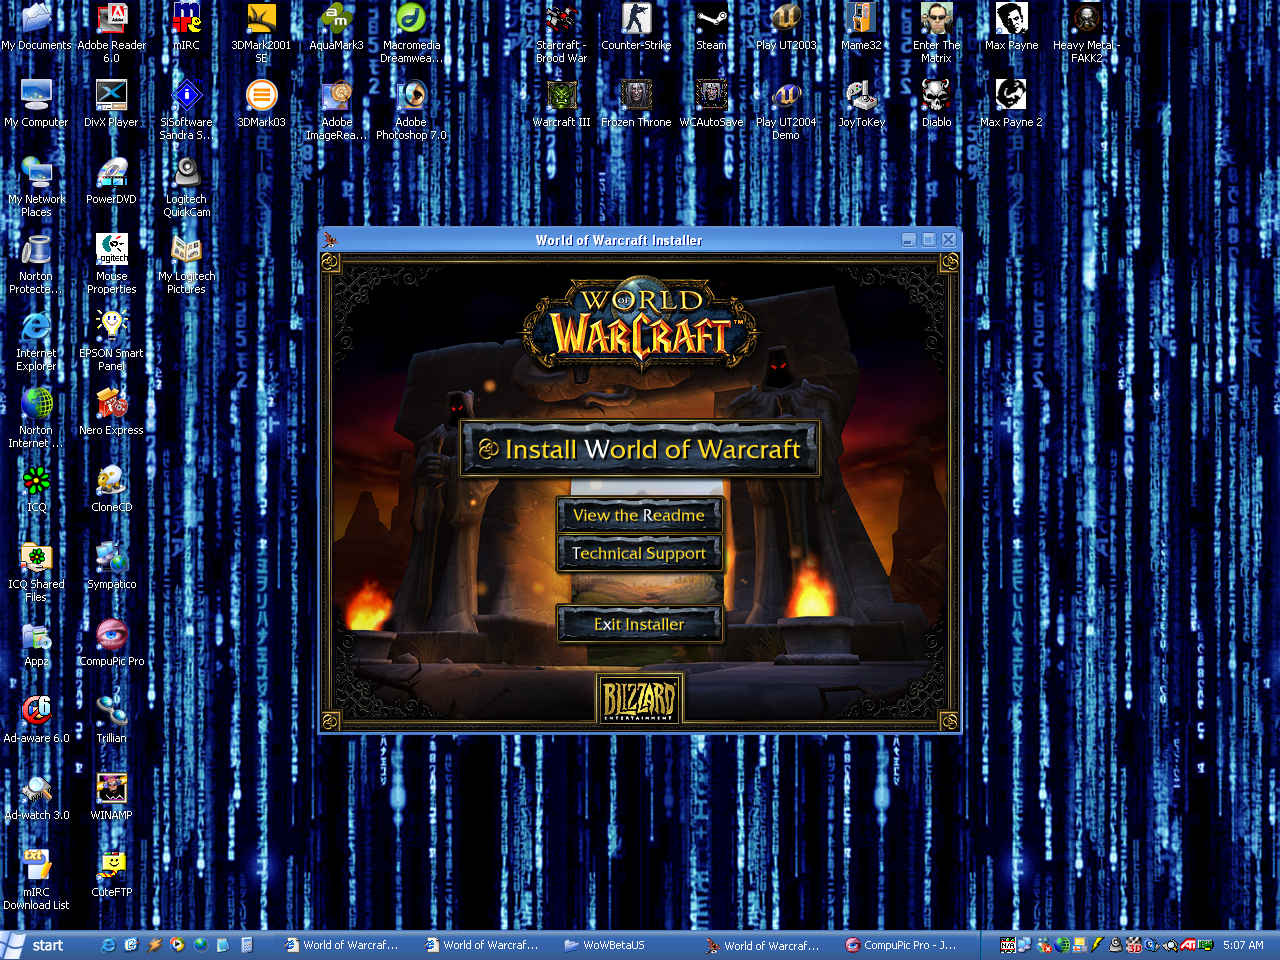 My Documents
Adobe Reader
6.0
mIRC
3DMark2001
SE
AquaMark3
Macromedia
Dreamwea...
Starcraft -
Brood War
Counter-Strike
Steam
Play UT2003
Mame32
Enter The
Matrix
Max Payne
Heavy Metal -
FAKK2
My Computer
DivX Player
SiSoftware
Sandra S...
3DMark03
Adobe
ImageRea...
Adobe
Photoshop 7.0
Warcraft III
Frozen Throne
WCAutoSave
Play UT2004
Demo
JoyToKey
Diablo
Max Payne 2
My Network
Places
PowerDVD
Logitech
QuickCam
Norton
Protecte...
Mouse
Properties
My Logitech
Pictures
Internet
Explorer
EPSON Smart
Panel
Norton
Internet ...
Nero Express
ICQ
CloneCD
ICQ Shared
Files
Sympatico
Appz
CompuPic Pro
Ad-aware 6.0
Trillian
Ad-watch 3.0
WINAMP
mIRC
Download List
CuteFTP
World of Warcraft Installer
WORLD
OF
WARCRAFT™
Install World of Warcraft
View the Readme
Technical Support
Exit Installer
BLIZZARD
ENTERTAINMENT
start
World of Warcraf...
World of Warcraf...
WoWBetaUS
World of Warcraf...
CompuPic Pro - J...
5:07 AM